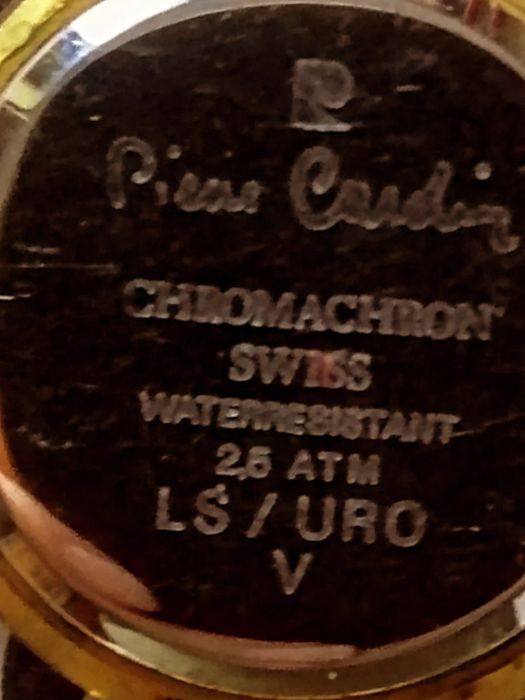 Pierre Cardin
CHROMACHRON
SWISS
WATERRESISTANT
2,5 ATM
LS / URO
V